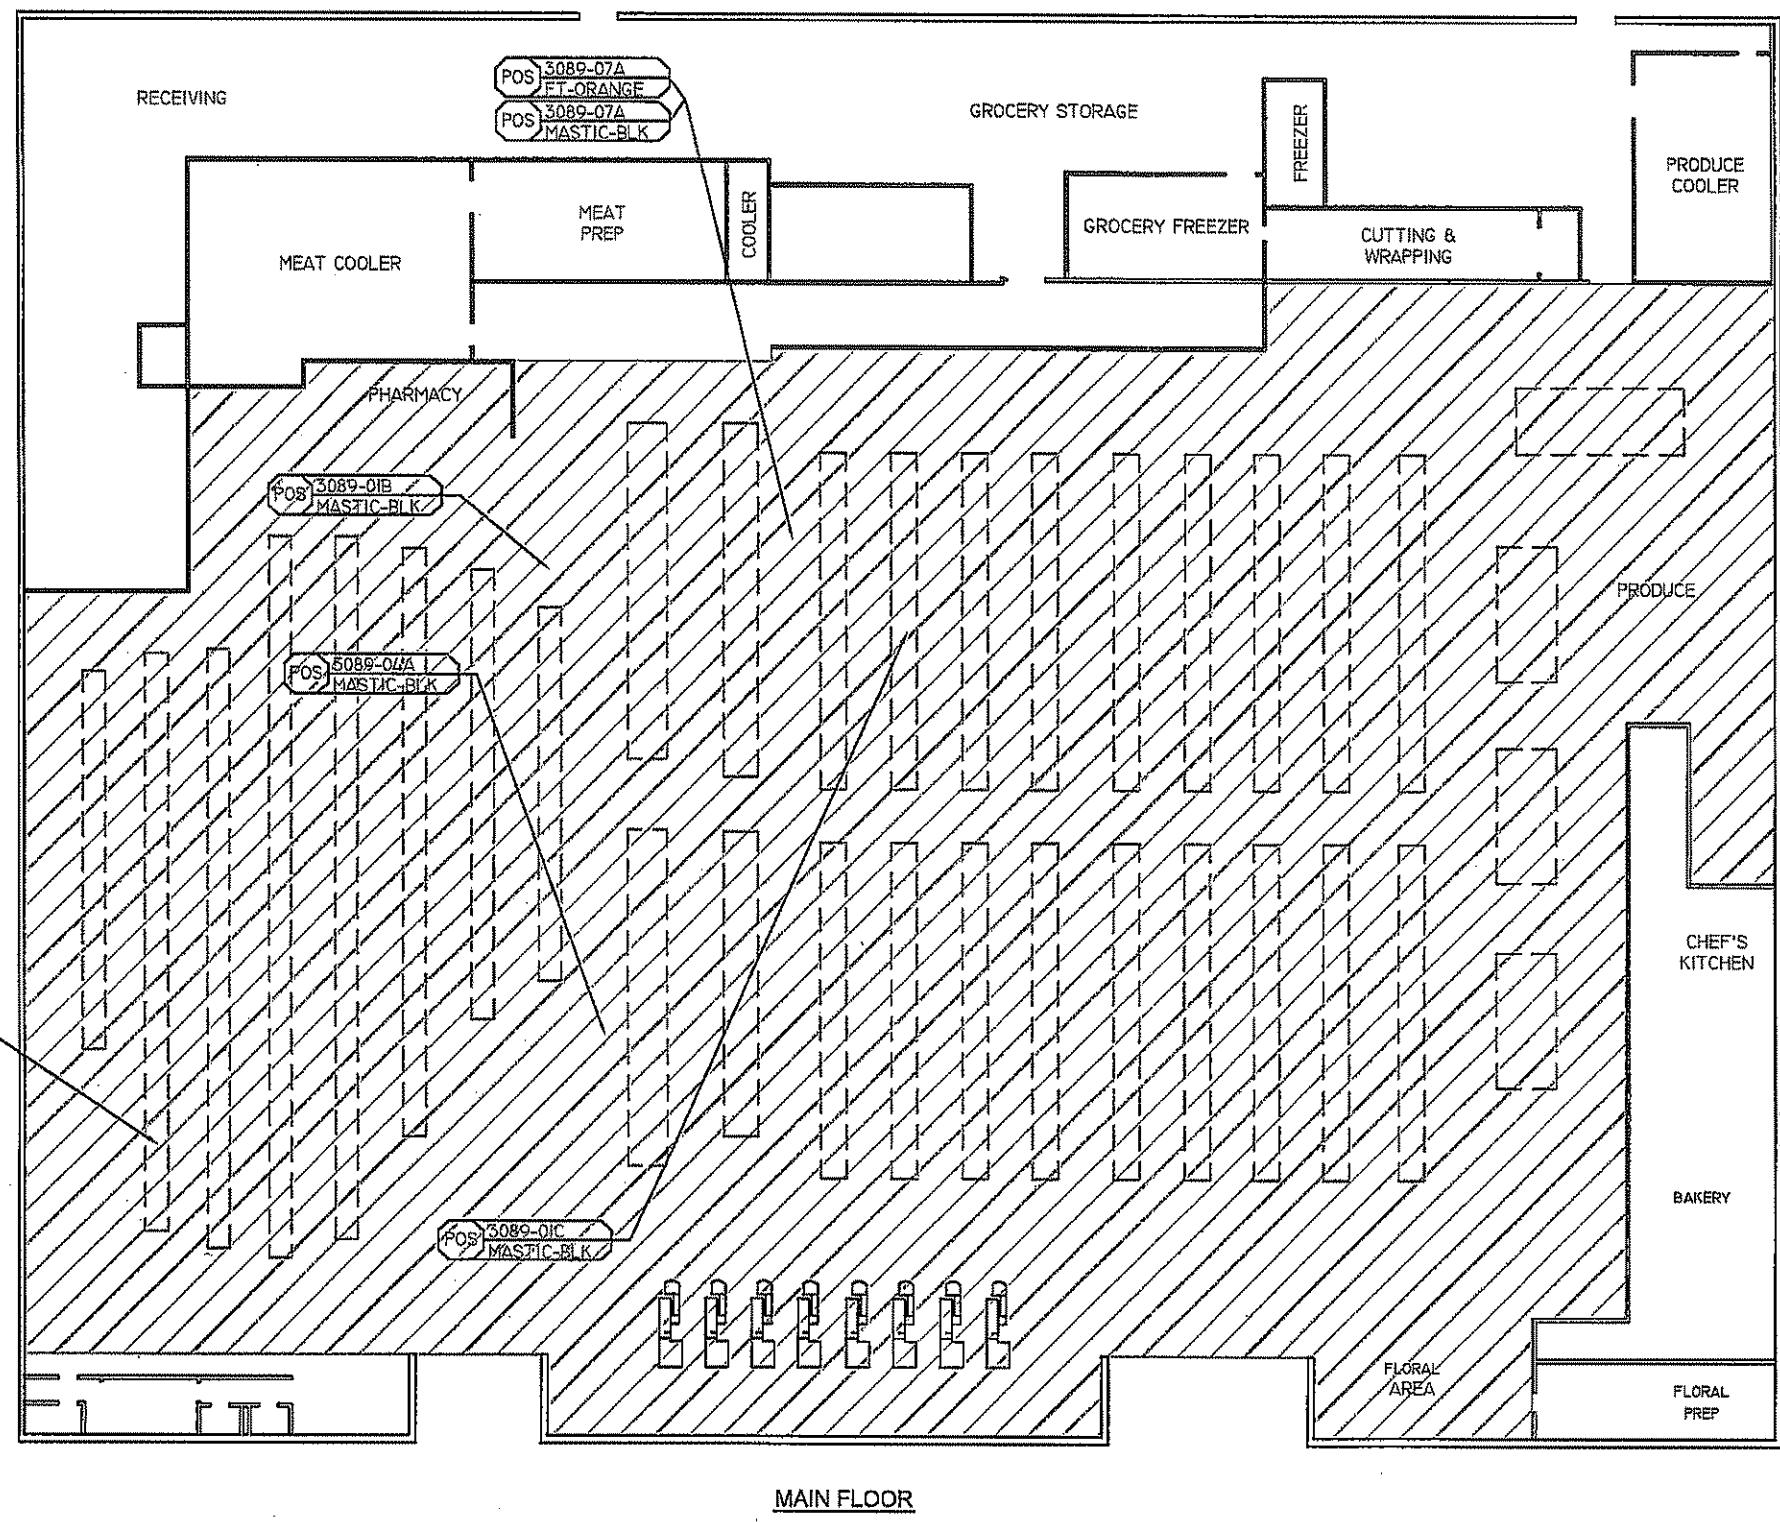 RECEIVING
POS 3089-07A
FT-ORANGE
POS 3089-07A
MASTIC-BLK
GROCERY STORAGE
FREEZER
PRODUCE
COOLER
MEAT
PREP
COOLER
GROCERY FREEZER
CUTTING &
WRAPPING
MEAT COOLER
PHARMACY
POS 3089-01B
MASTIC-BLK
PRODUCE
POS 5089-04A
MASTIC-BLK
CHEF'S
KITCHEN
BAKERY
POS 3089-01C
MASTIC-BLK
FLORAL
AREA
FLORAL
PREP
MAIN FLOOR